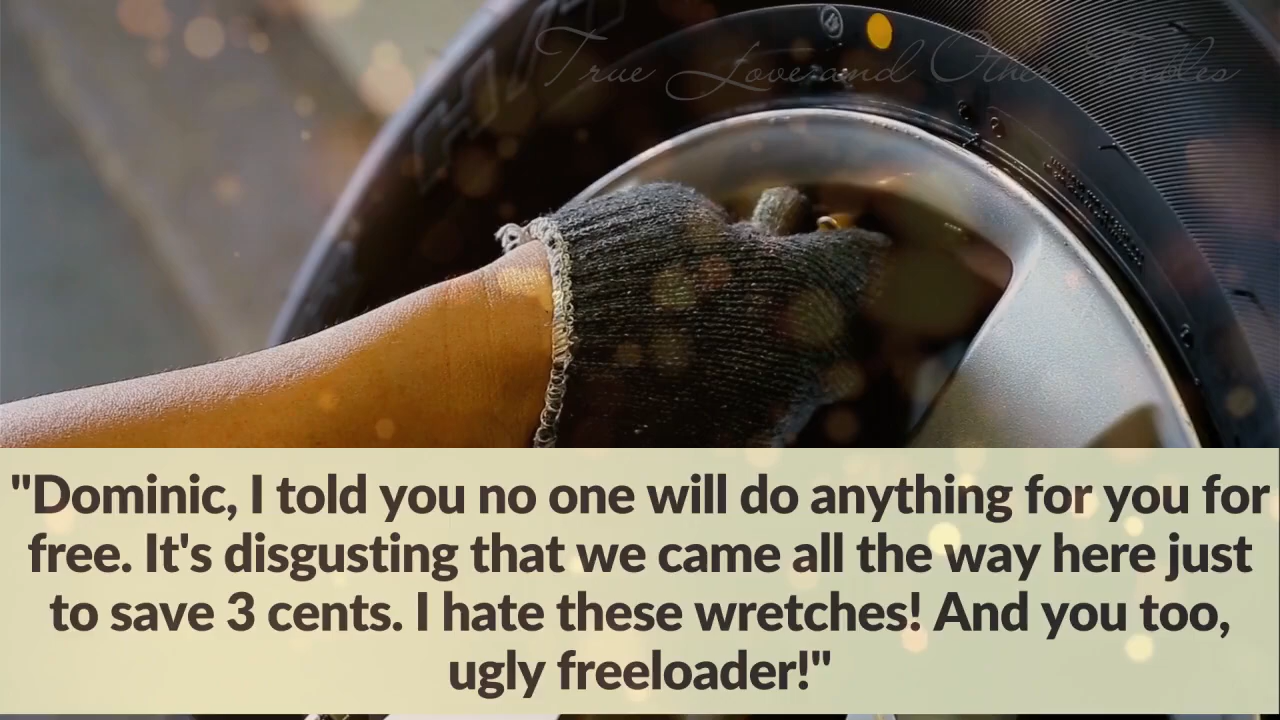 True Love and Other Fables
"Dominic, I told you no one will do anything for you for
free. It's disgusting that we came all the way here just
to save 3 cents. I hate these wretches! And you too,
ugly freeloader!"